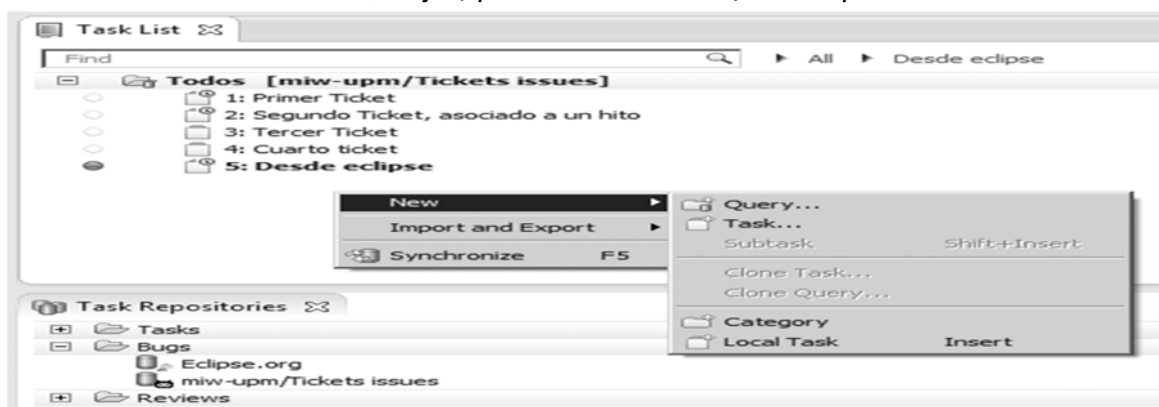 Task List
Find All Desde eclipse
Todos [miw-upm/Tickets issues]
1: Primer Ticket
2: Segundo Ticket, asociado a un hito
3: Tercer Ticket
4: Cuarto ticket
5: Desde eclipse
New
Import and Export
Synchronize F5
Query...
Task...
Subtask Shift+Insert
Clone Task...
Clone Query...
Category
Local Task Insert
Task Repositories
Tasks
Bugs
Eclipse.org
miw-upm/Tickets issues
Reviews